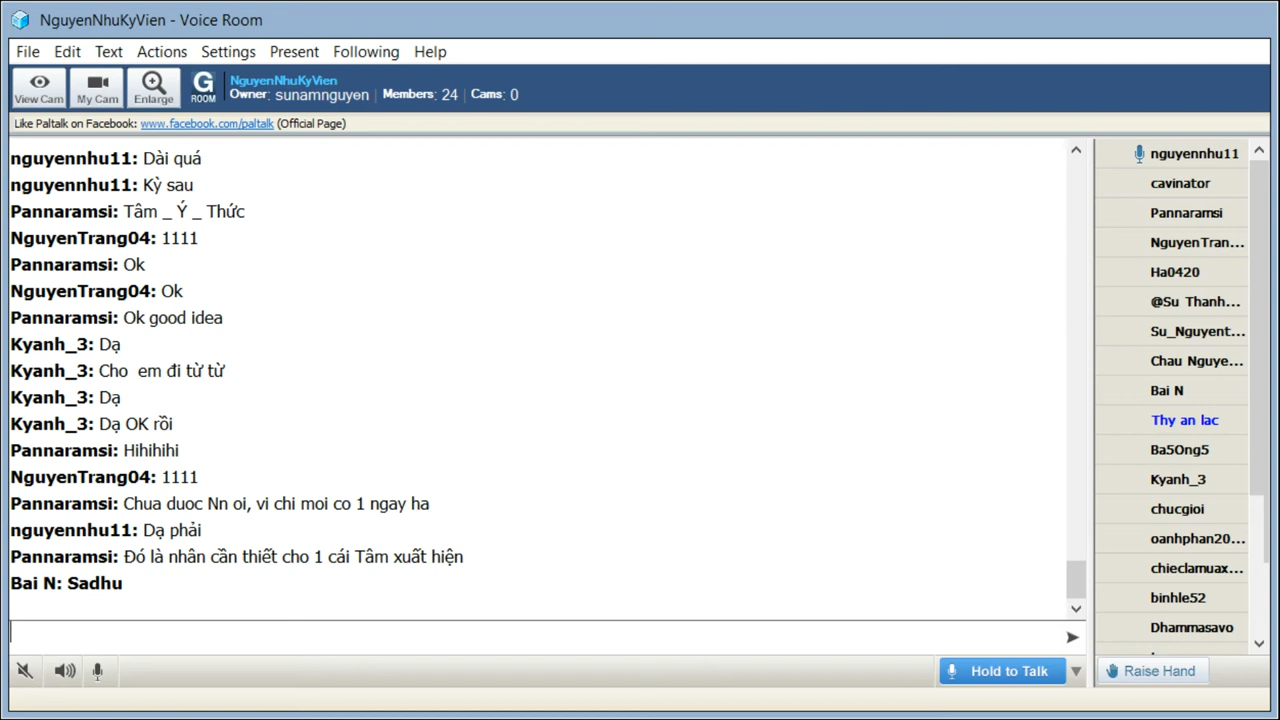 NguyenNhuKyVien - Voice Room
File Edit Text Actions Settings Present Following Help
View Cam My Cam Enlarge G ROOM
NguyenNhuKyVien
Owner: sunamnguyen | Members: 24 | Cams: 0
Like Paltalk on Facebook: www.facebook.com/paltalk (Official Page)
nguyennhu11: Dài quá
nguyennhu11: Kỳ sau
Pannaramsi: Tâm _ Ý _ Thức
NguyenTrang04: 1111
Pannaramsi: Ok
NguyenTrang04: Ok
Pannaramsi: Ok good idea
Kyanh_3: Dạ
Kyanh_3: Cho  em đi từ từ
Kyanh_3: Dạ
Kyanh_3: Dạ OK rồi
Pannaramsi: Hihihihi
NguyenTrang04: 1111
Pannaramsi: Chua duoc Nn oi, vi chi moi co 1 ngay ha
nguyennhu11: Dạ phải
Pannaramsi: Đó là nhân cần thiết cho 1 cái Tâm xuất hiện
Bai N: Sadhu
nguyennhu11
cavinator
Pannaramsi
NguyenTran...
Ha0420
@Su Thanh...
Su_Nguyent...
Chau Nguye...
Bai N
Thy an lac
Ba5Ong5
Kyanh_3
chucgioi
oanhphan20...
chieclamuax...
binhle52
Dhammasavo
Hold to Talk
Raise Hand